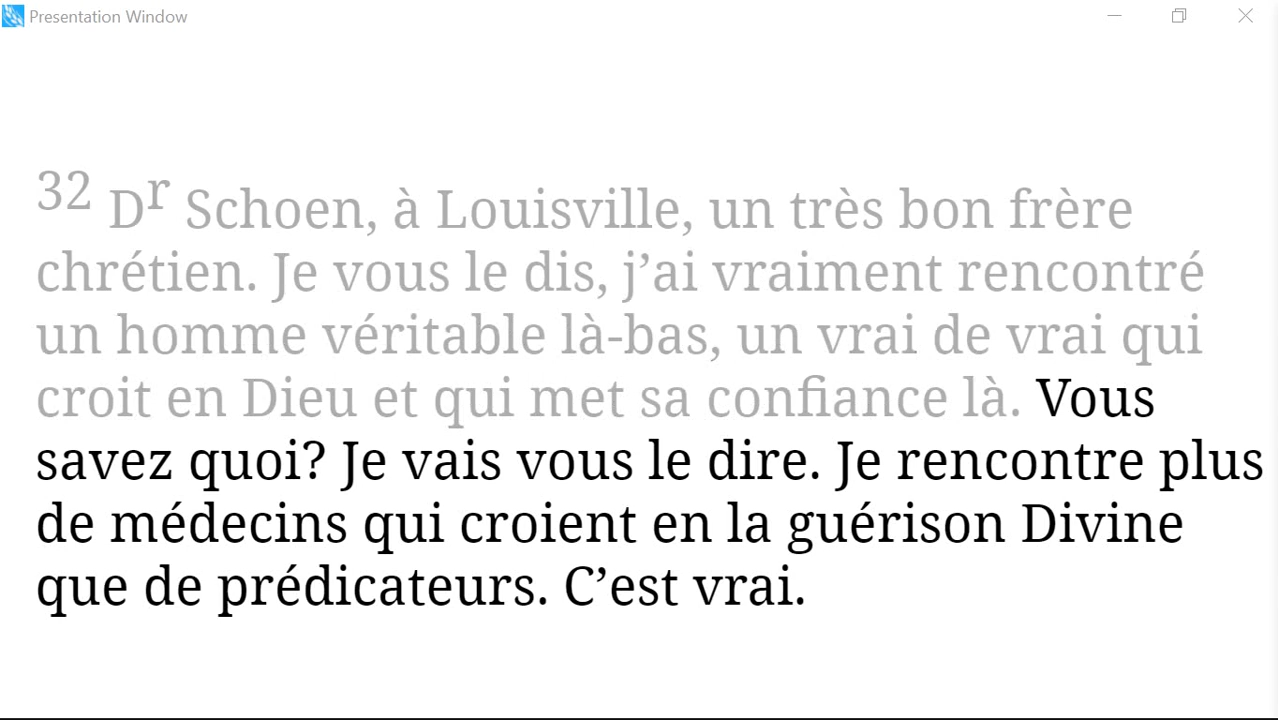 Presentation Window
32 Dr Schoen, à Louisville, un très bon frère
chrétien. Je vous le dis, j’ai vraiment rencontré
un homme véritable là-bas, un vrai de vrai qui
croit en Dieu et qui met sa confiance là. Vous
savez quoi? Je vais vous le dire. Je rencontre plus
de médecins qui croient en la guérison Divine
que de prédicateurs. C’est vrai.